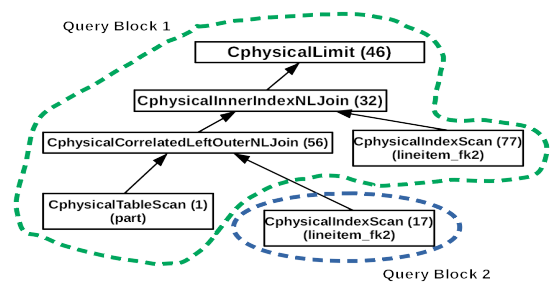 Query Block 1
CphysicalLimit (46)
CphysicalInnerIndexNLJoin (32)
CphysicalCorrelatedLeftOuterNLJoin (56)
CphysicalIndexScan (77)
(lineitem_fk2)
CphysicalTableScan (1)
(part)
CphysicalIndexScan (17)
(lineitem_fk2)
Query Block 2